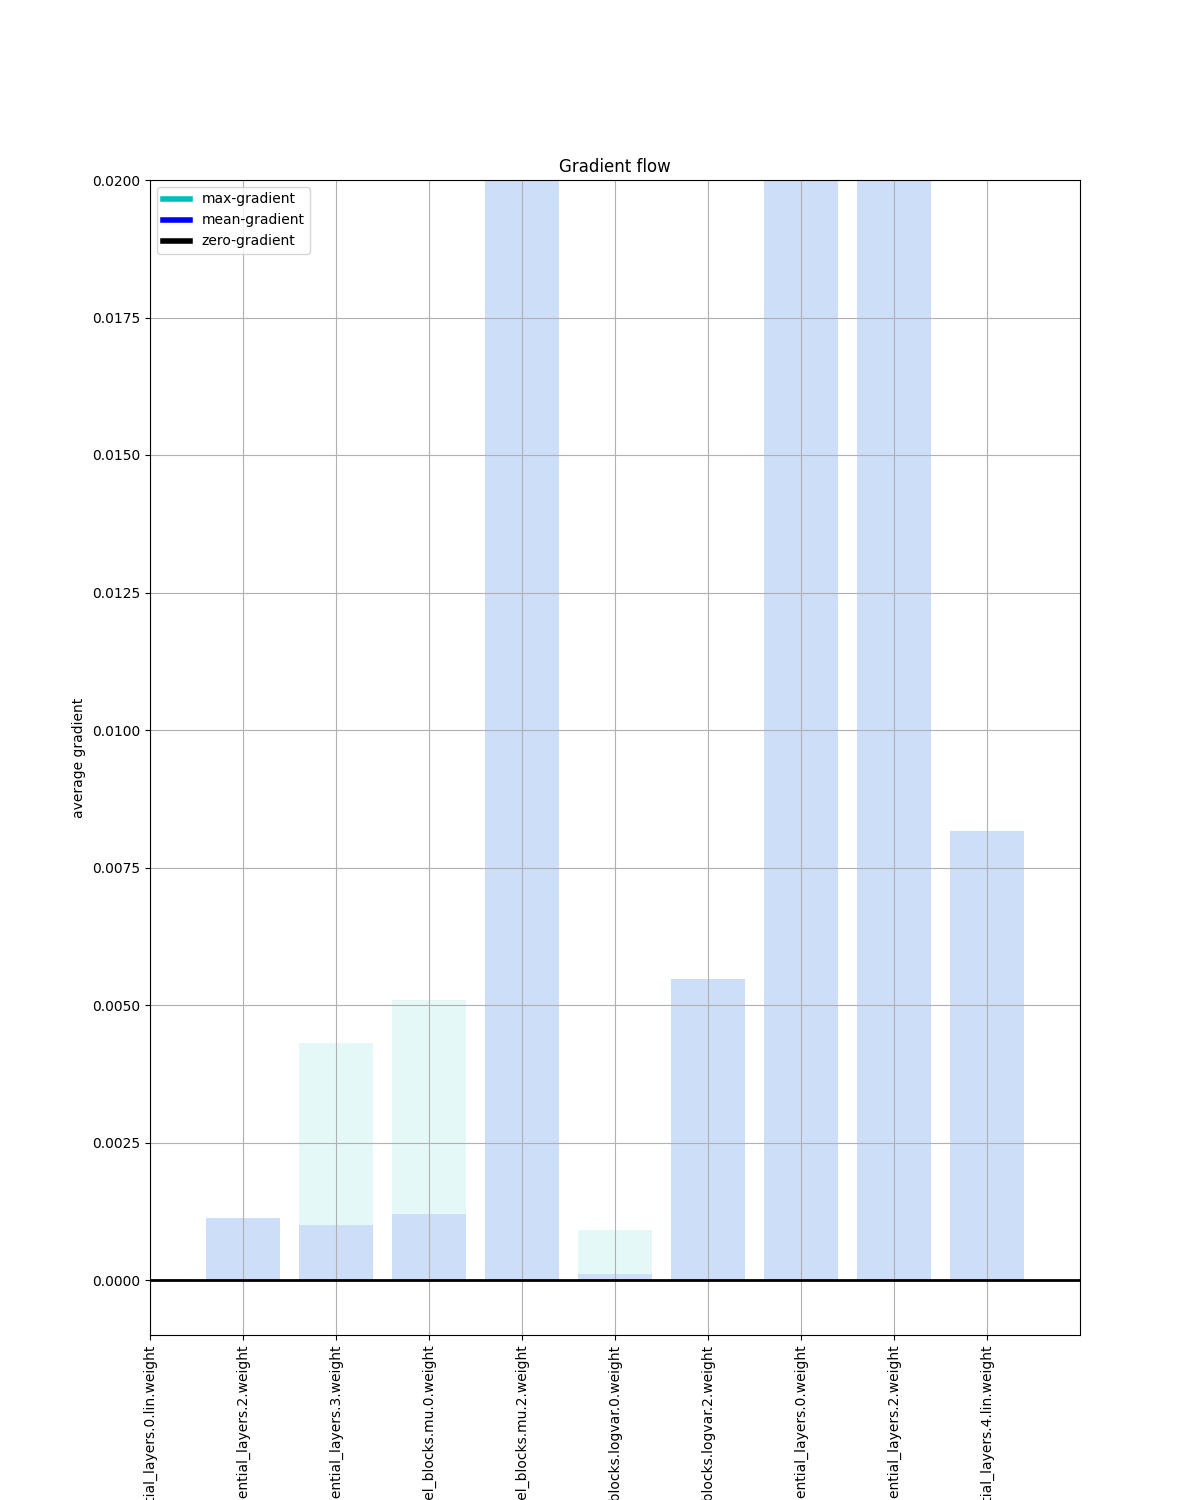 Gradient flow
max-gradient
mean-gradient
zero-gradient
0.0200
0.0175
0.0150
0.0125
0.0100
0.0075
0.0050
0.0025
0.0000
average gradient
tial_layers.0.lin.weight
ential_layers.2.weight
ential_layers.3.weight
el_blocks.mu.0.weight
el_blocks.mu.2.weight
blocks.logvar.0.weight
blocks.logvar.2.weight
ential_layers.0.weight
ential_layers.2.weight
tial_layers.4.lin.weight